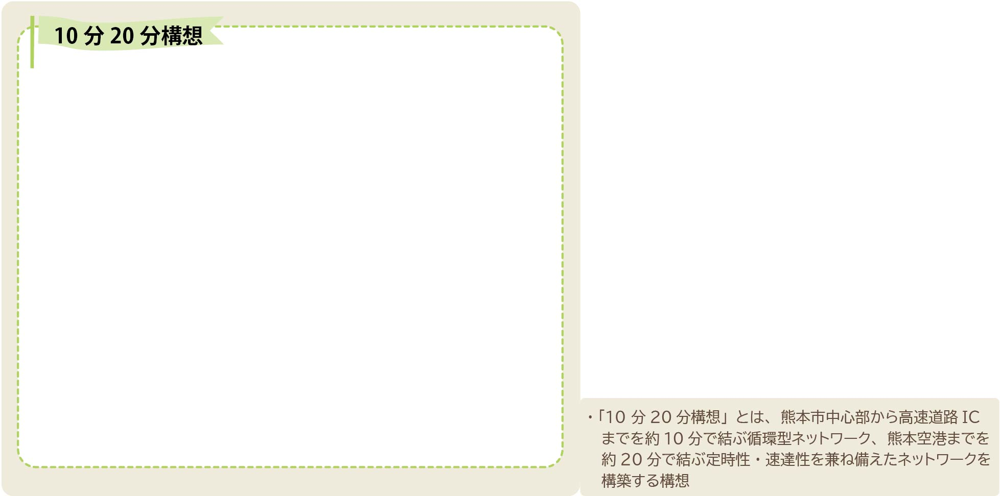 10 分 20 分構想
・「10 分 20 分構想」とは、熊本市中心部から高速道路 IC
までを約 10 分で結ぶ循環型ネットワーク、熊本空港までを
約 20 分で結ぶ定時性・速達性を兼ね備えたネットワークを
構築する構想